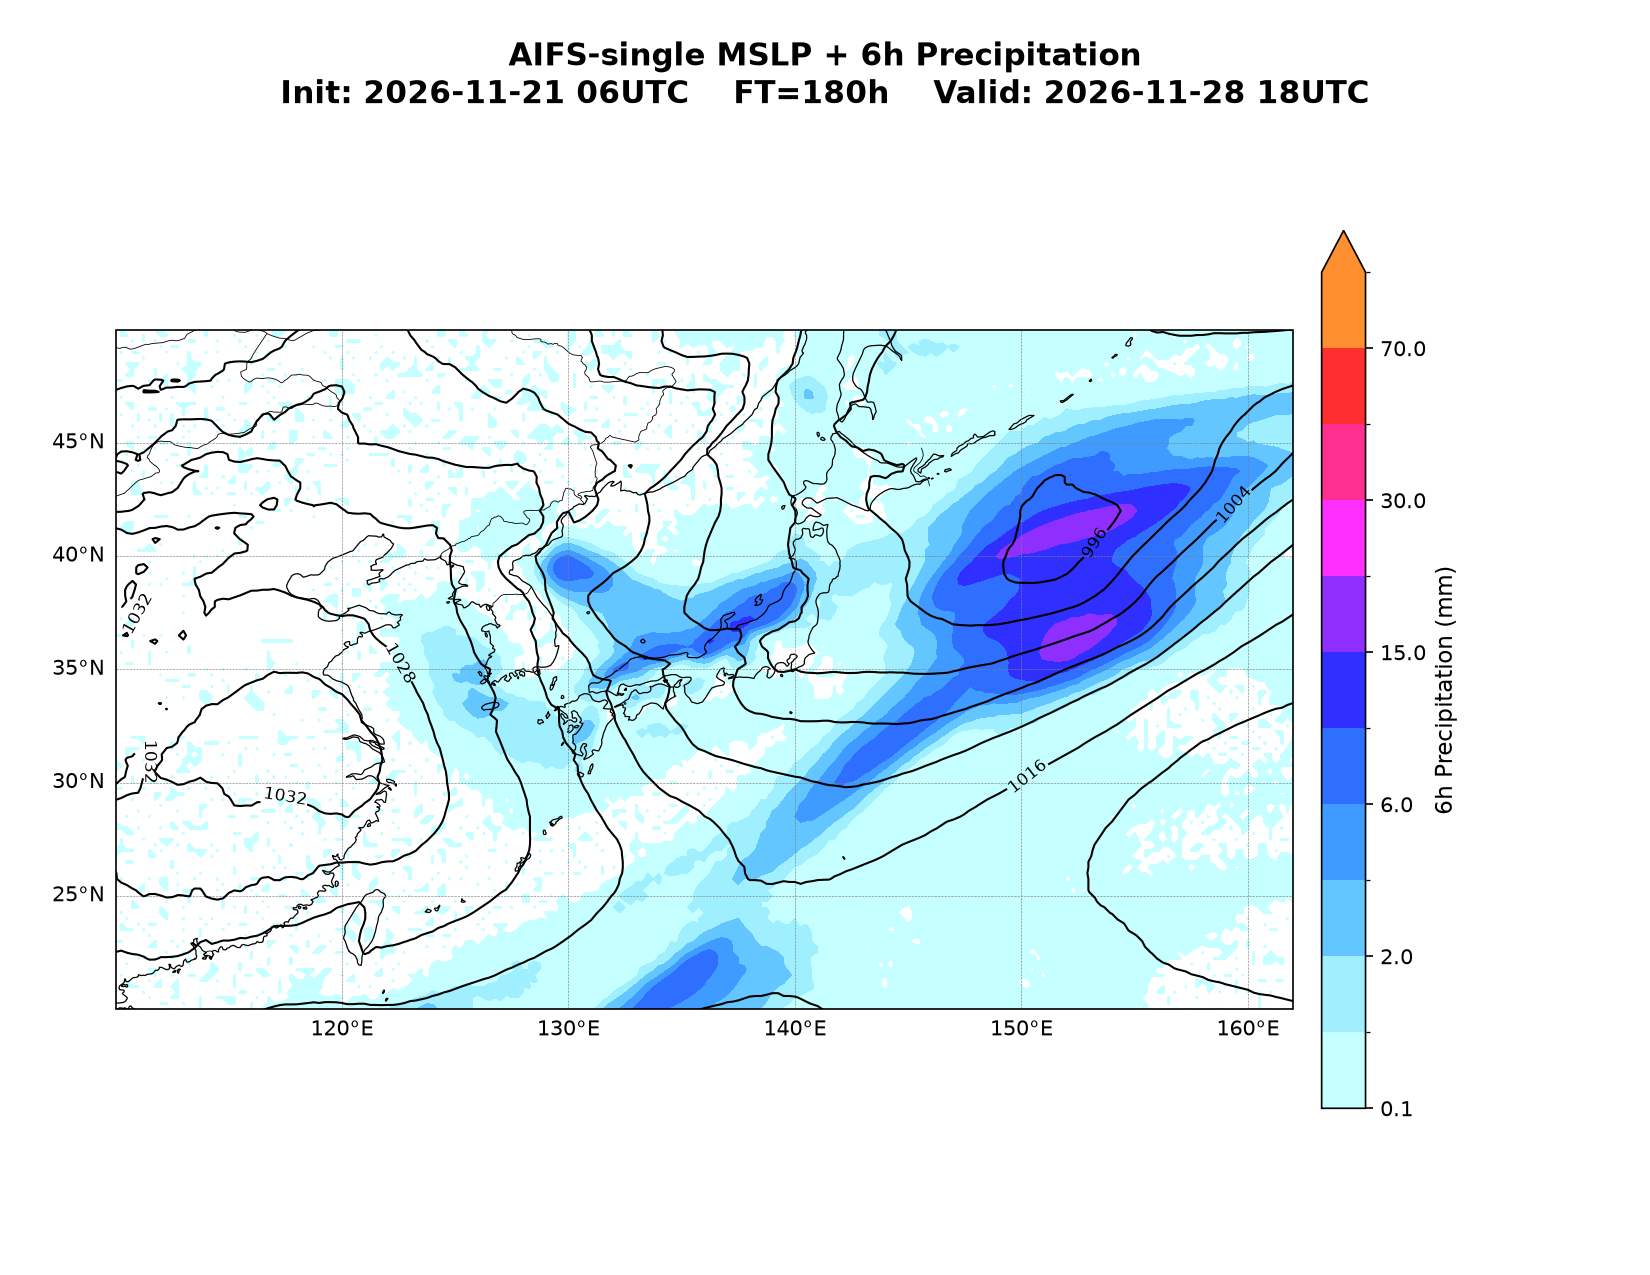 AIFS-single MSLP + 6h Precipitation
Init: 2026-11-21 06UTC    FT=180h    Valid: 2026-11-28 18UTC
70.0
45°N
1004
30.0
40°N
996
1032
15.0
35°N
1028
1032
30°N
1016
1032
6.0
6h Precipitation (mm)
25°N
2.0
120°E
130°E
140°E
150°E
160°E
0.1